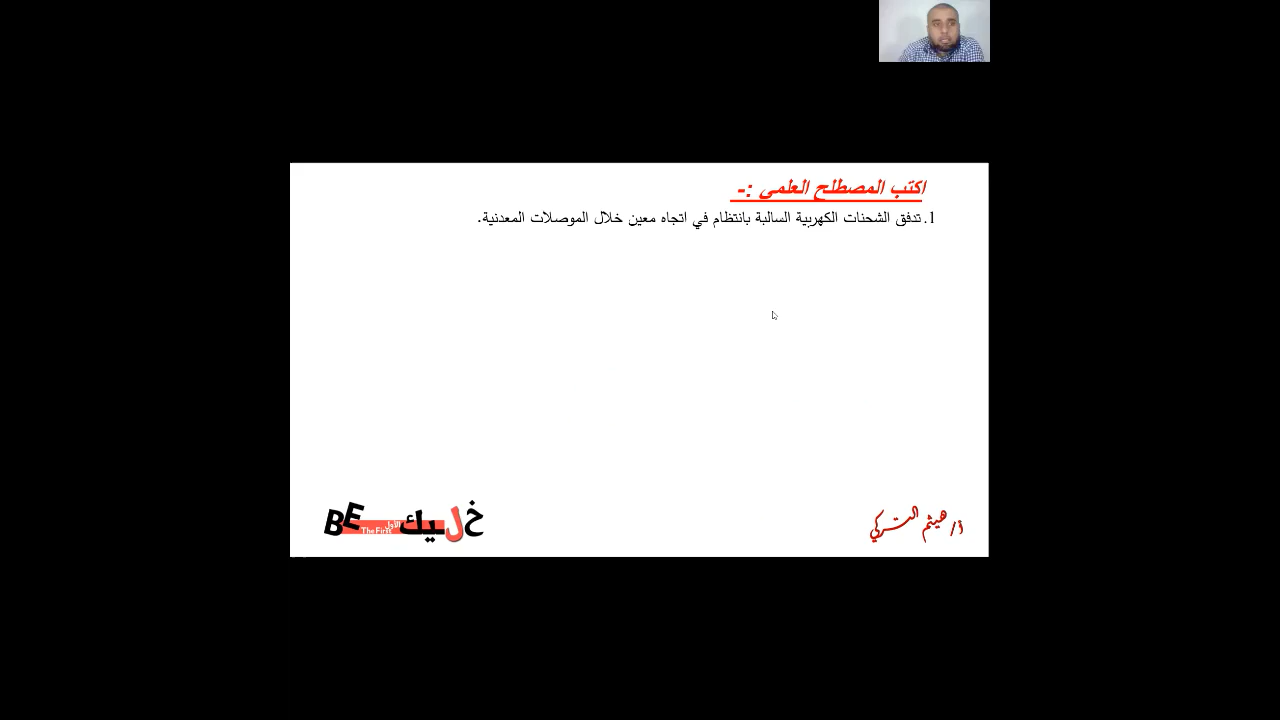 اكتب المصطلح العلمي :-
1. تدفق الشحنات الكهربية السالبة بانتظام في اتجاه معين خلال الموصلات المعدنية.
خليك الأول
BE The First
أ/ هيثم التركي